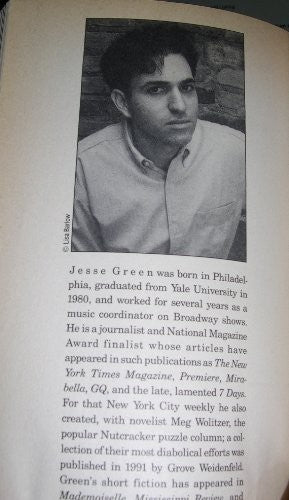 © Lisa Barlow
Jesse Green was born in Philadel-
phia, graduated from Yale University in
1980, and worked for several years as a
music coordinator on Broadway shows.
He is a journalist and National Magazine
Award finalist whose articles have
appeared in such publications as The New
York Times Magazine, Premiere, Mira-
bella, GQ, and the late, lamented 7 Days.
For that New York City weekly he also
created, with novelist Meg Wolitzer, the
popular Nutcracker puzzle column; a col-
lection of their most diabolical efforts was
published in 1991 by Grove Weidenfeld.
Green's short fiction has appeared in
Mademoiselle, Mississippi Review and